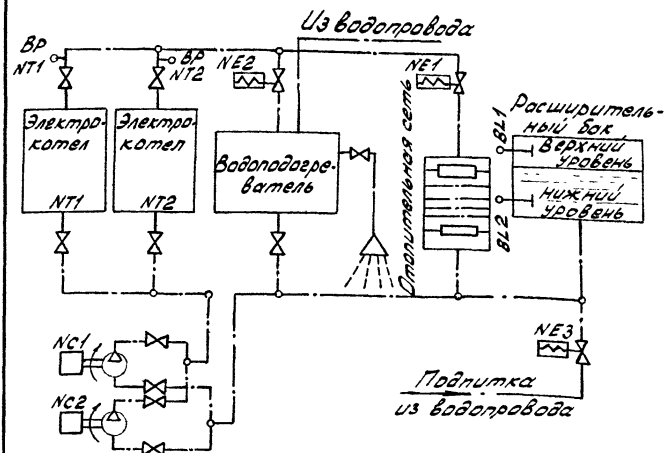 Из водопровода
ВР
NT1
ВР
NT2
NE2
NE1
Электро-
котел
NT1
Электро-
котел
NT2
Водоподогре-
ватель
Отопительная сеть
BL1
BL2
Расширитель-
ный бак
Верхний
уровень
нижний
уровень
NC1
NC2
NE3
Подпитка
из водопровода